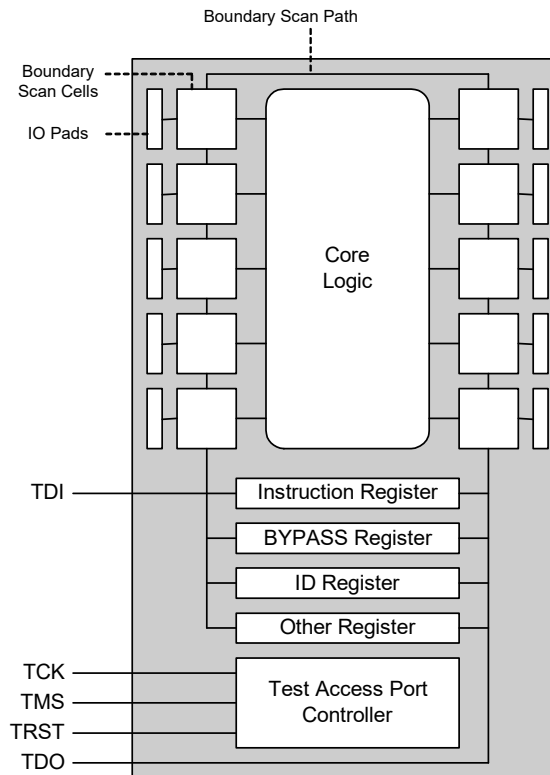 Boundary Scan Path
Boundary
Scan Cells
IO Pads
Core
Logic
TDI
Instruction Register
BYPASS Register
ID Register
Other Register
TCK
TMS
TRST
TDO
Test Access Port
Controller